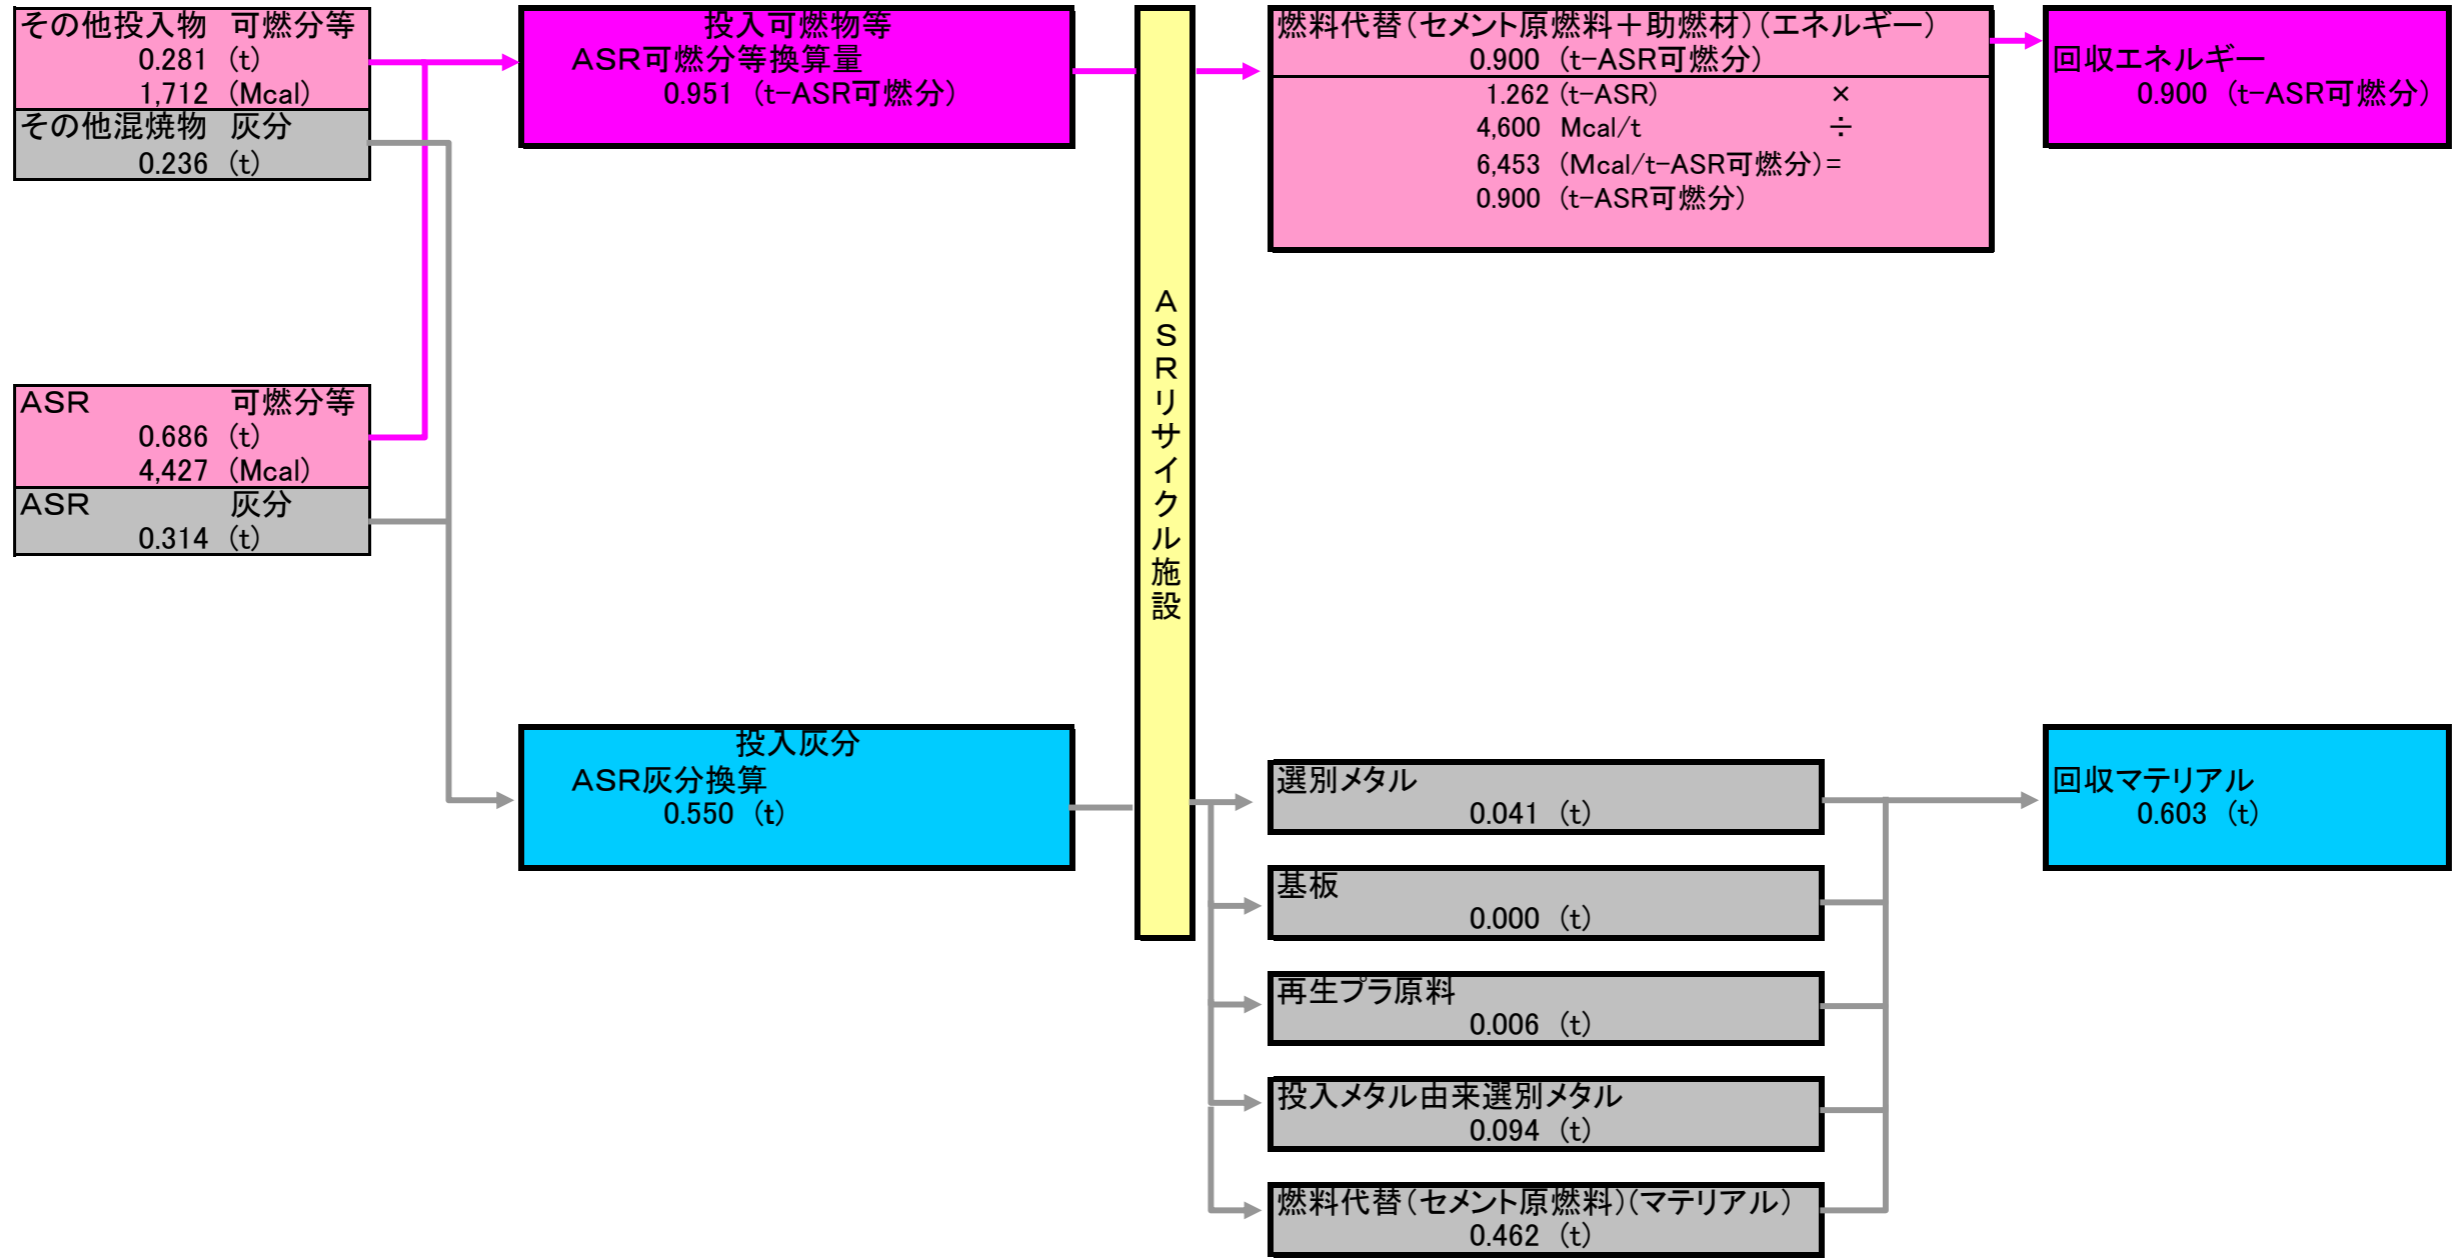 その他投入物 可燃分等
0.281 (t)
1,712 (Mcal)
その他混焼物 灰分
0.236 (t)
ASR 可燃分等
0.686 (t)
4,427 (Mcal)
ASR 灰分
0.314 (t)
投入可燃物等
ASR可燃分等換算量
0.951 (t-ASR可燃分)
投入灰分
ASR灰分換算
0.550 (t)
ASRリサイクル施設
燃料代替(セメント原燃料+助燃材)(エネルギー)
0.900 (t-ASR可燃分)
1.262 (t-ASR) ×
4,600 Mcal/t ÷
6,453 (Mcal/t-ASR可燃分)=
0.900 (t-ASR可燃分)
選別メタル
0.041 (t)
基板
0.000 (t)
再生プラ原料
0.006 (t)
投入メタル由来選別メタル
0.094 (t)
燃料代替(セメント原燃料)(マテリアル)
0.462 (t)
回収エネルギー
0.900 (t-ASR可燃分)
回収マテリアル
0.603 (t)